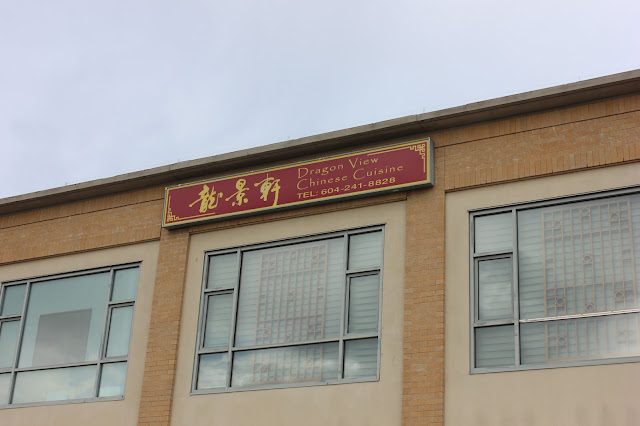 龍景軒
Dragon View
Chinese Cuisine
TEL: 604-241-8828